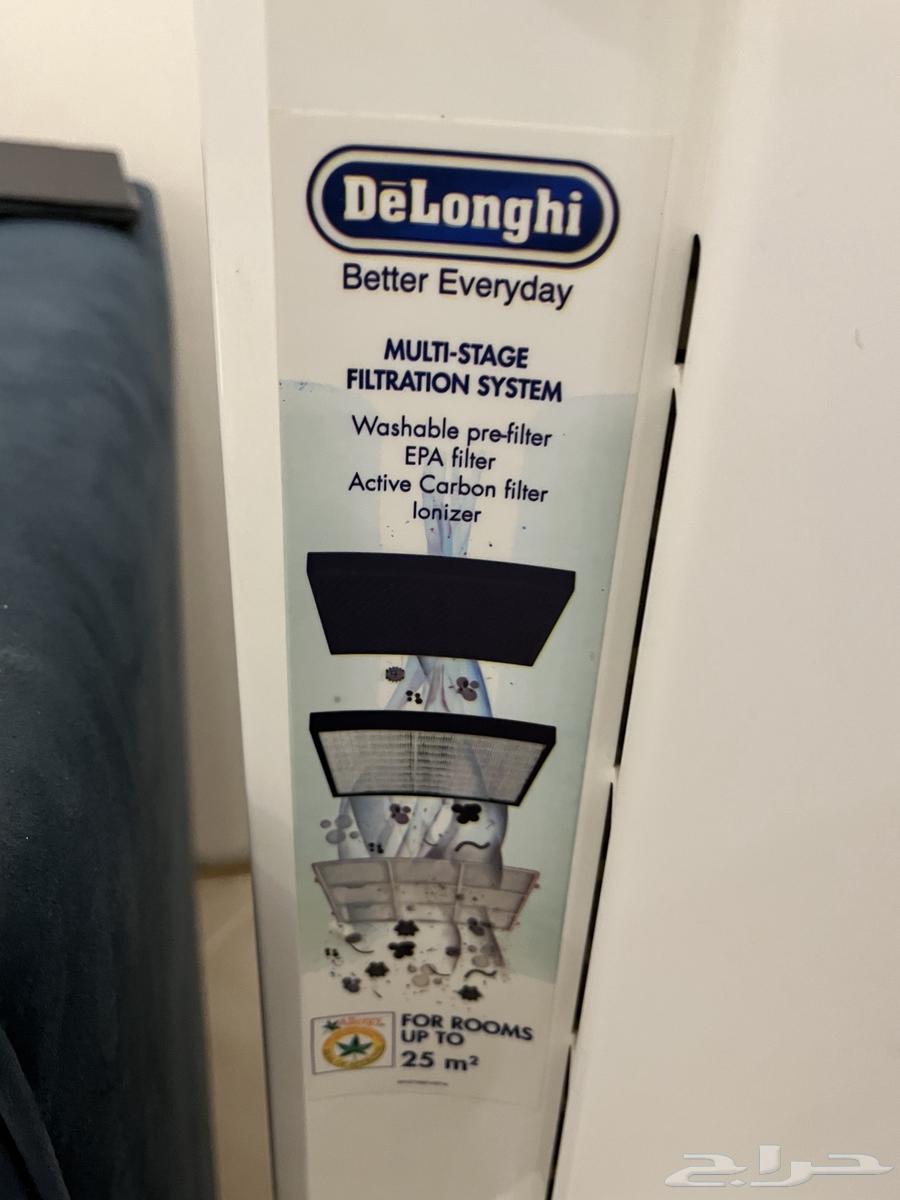 DēLonghi
Better Everyday
MULTI-STAGE
FILTRATION SYSTEM
Washable pre-filter
EPA filter
Active Carbon filter
Ionizer
Allergy
FOR ROOMS
UP TO
25 m²
حراج